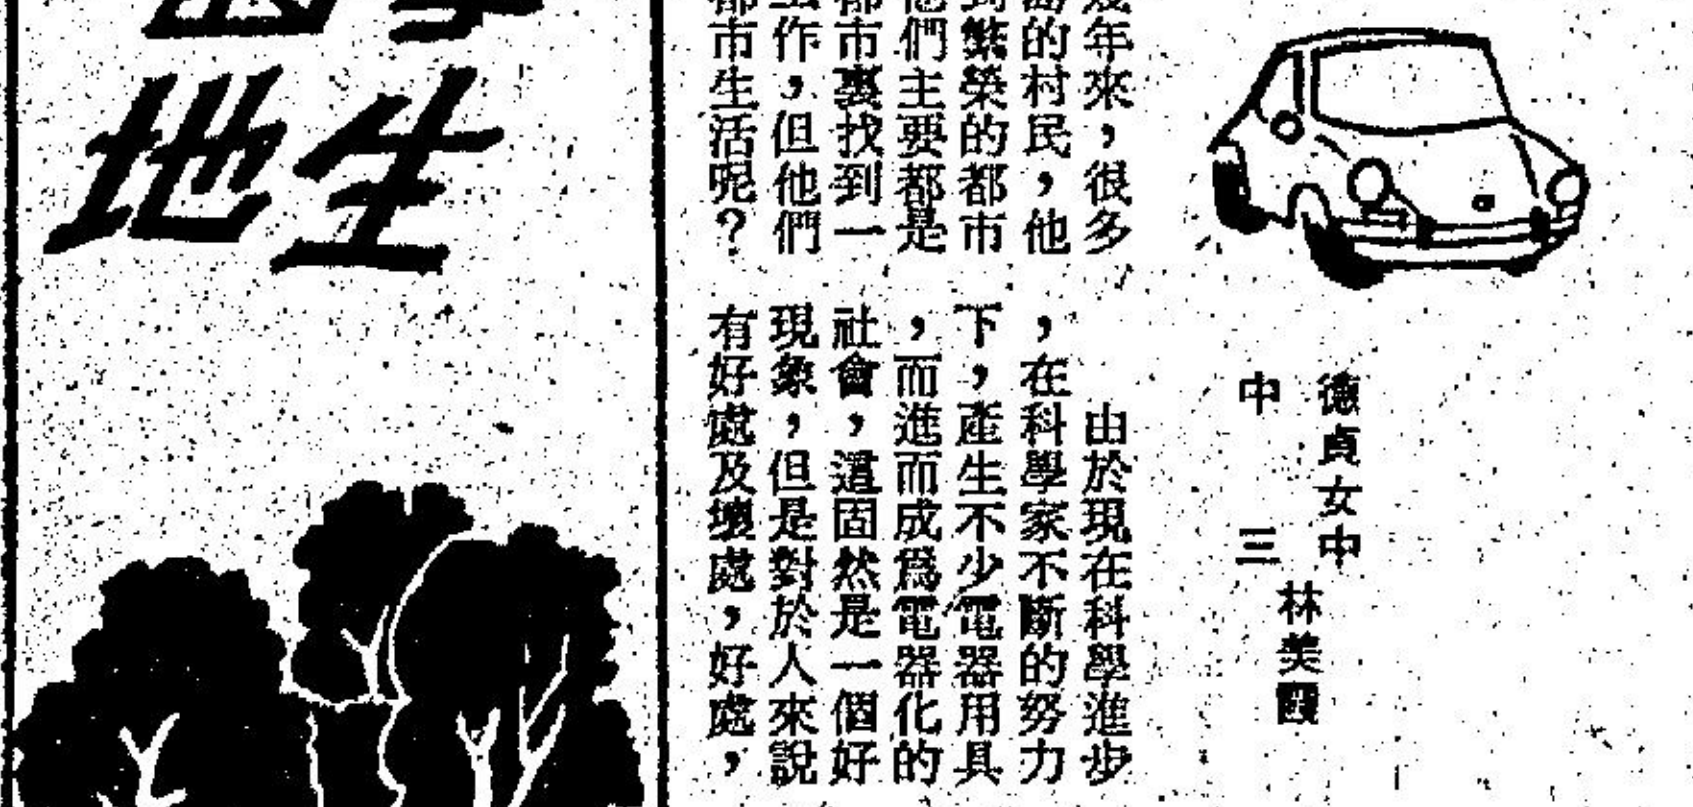 德貞女中
中三
林美霞
年來，很多
的村民，他
繁榮的都市
們主要都是
市裏找到一
作，但他們
市生活呢？
由於現在科學進步
，在科學家不斷的努力
下，產生不少電器用具
，而進而成爲電器化的
社會，這固然是一個好
現象，但是對於人來說
有好處及壞處，好處，
生
地